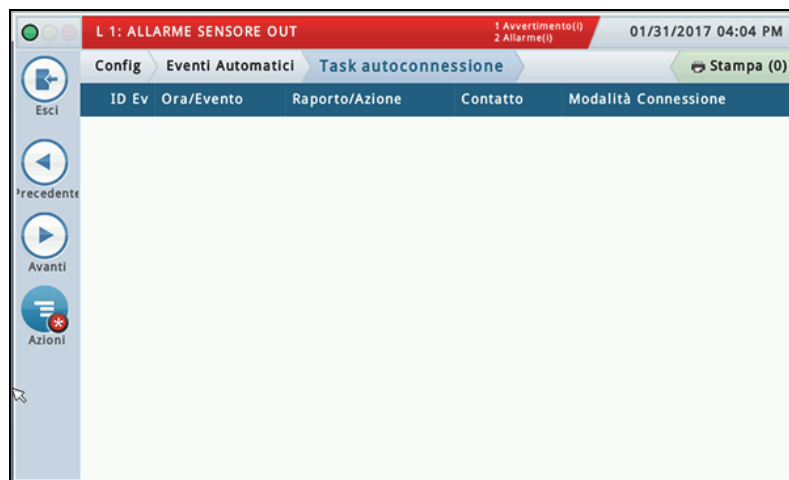 L 1: ALLARME SENSORE OUT
1 Avvertimento(i)
2 Allarme(i)
01/31/2017 04:04 PM
Config Eventi Automatici Task autoconnessione Stampa (0)
ID Ev Ora/Evento Raporto/Azione Contatto Modalità Connessione
Esci
Precedente
Avanti
Azioni